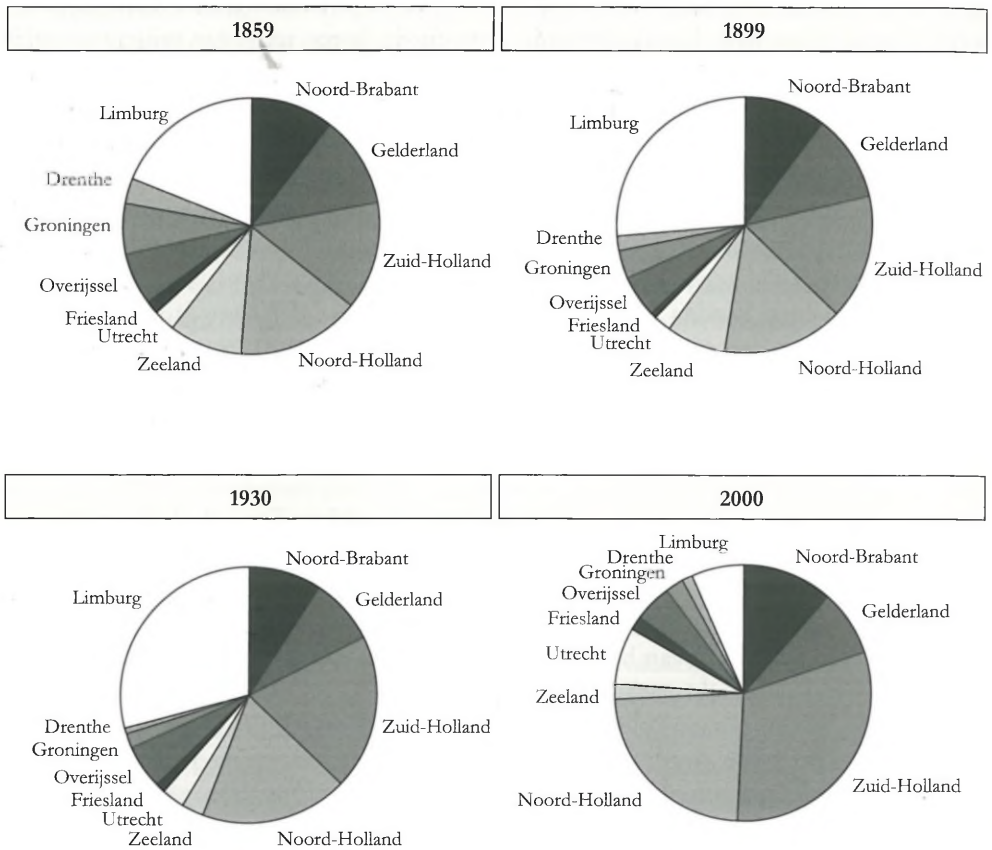 1859
Noord-Brabant
Gelderland
Zuid-Holland
Noord-Holland
Zeeland
Utrecht
Friesland
Overijssel
Groningen
Drenthe
Limburg
1899
Noord-Brabant
Gelderland
Zuid-Holland
Noord-Holland
Zeeland
Utrecht
Friesland
Overijssel
Groningen
Drenthe
Limburg
1930
Noord-Brabant
Gelderland
Zuid-Holland
Noord-Holland
Zeeland
Utrecht
Friesland
Overijssel
Groningen
Drenthe
Limburg
2000
Noord-Brabant
Gelderland
Zuid-Holland
Noord-Holland
Zeeland
Utrecht
Friesland
Overijssel
Groningen
Drenthe
Limburg